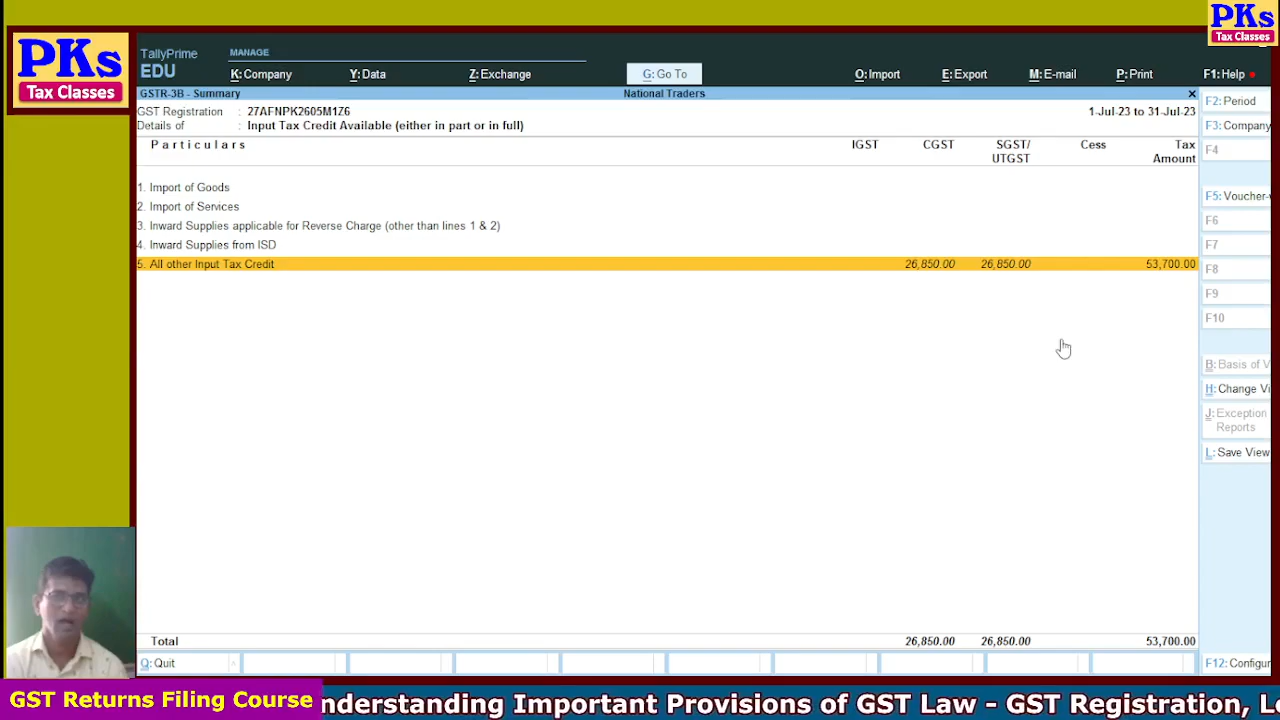 PKs
Tax Classes
PKs
Tax Classes
TallyPrime
EDU
MANAGE
K: Company
Y: Data
Z: Exchange
G: Go To
O: Import
E: Export
M: E-mail
P: Print
F1: Help
GSTR-3B - Summary
National Traders
×
GST Registration : 27AFNPK2605M1Z6
1-Jul-23 to 31-Jul-23
Details of : Input Tax Credit Available (either in part or in full)
Particulars IGST CGST SGST/ Cess Tax
UTGST Amount
1. Import of Goods
2. Import of Services
3. Inward Supplies applicable for Reverse Charge (other than lines 1 & 2)
4. Inward Supplies from ISD
5. All other Input Tax Credit 26,850.00 26,850.00 53,700.00
Total 26,850.00 26,850.00 53,700.00
Q: Quit
F2: Period
F3: Company
F4
F5: Voucher-
F6
F7
F8
F9
F10
B: Basis of V
H: Change Vi
J: Exception
Reports
L: Save View
F12: Configur
GST Returns Filing Course
nderstanding Important Provisions of GST Law - GST Registration, Le